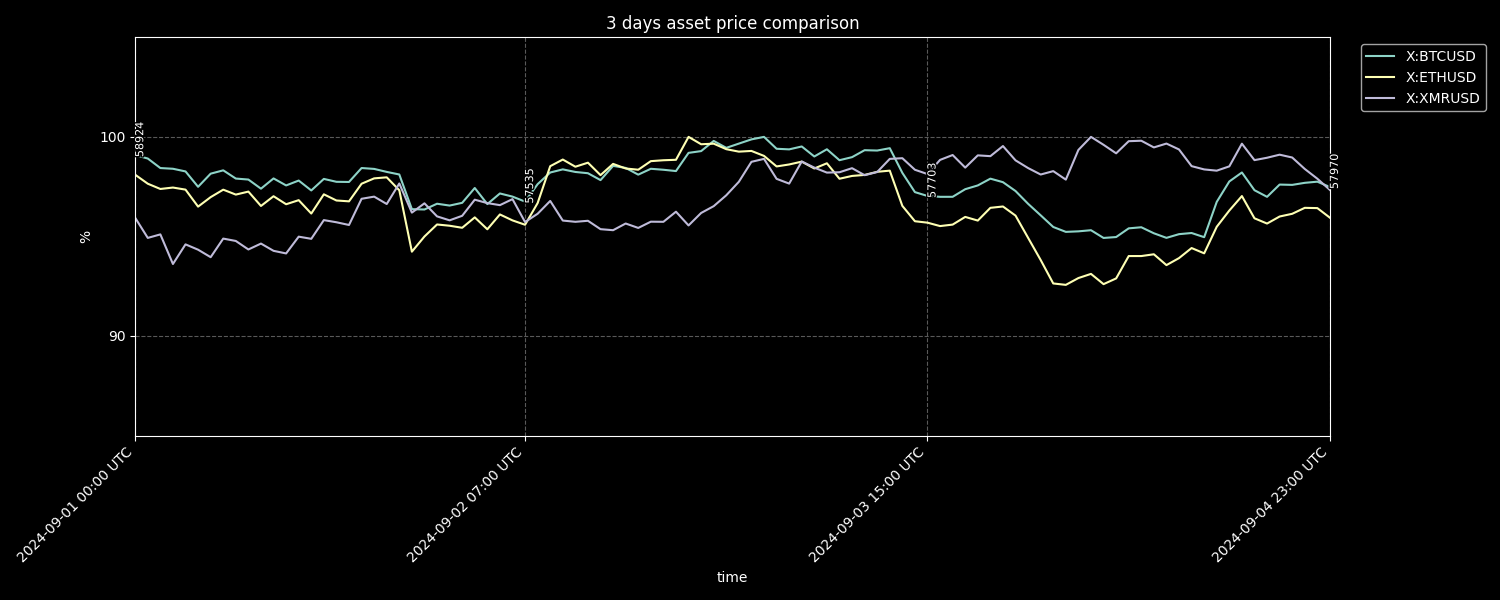 3 days asset price comparison
X:BTCUSD
X:ETHUSD
X:XMRUSD
100
90
%
58924
57535
57703
57970
2024-09-01 00:00 UTC
2024-09-02 07:00 UTC
2024-09-03 15:00 UTC
2024-09-04 23:00 UTC
time